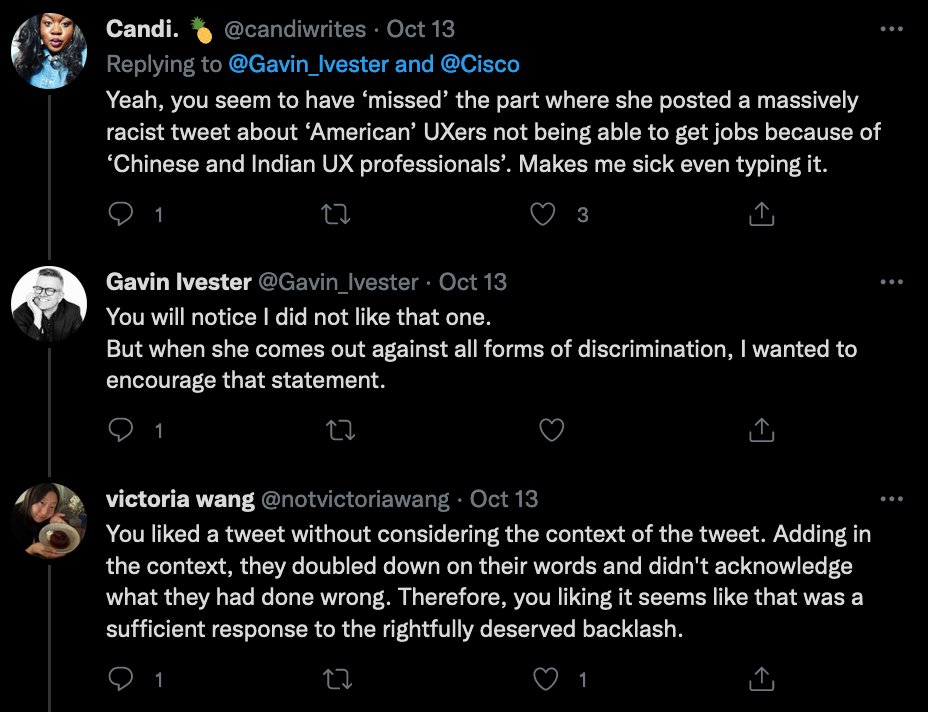 Candi. 🍍 @candiwrites · Oct 13
Replying to @Gavin_Ivester and @Cisco
Yeah, you seem to have ‘missed’ the part where she posted a massively
racist tweet about ‘American’ UXers not being able to get jobs because of
‘Chinese and Indian UX professionals’. Makes me sick even typing it.
1 3
Gavin Ivester @Gavin_Ivester · Oct 13
You will notice I did not like that one.
But when she comes out against all forms of discrimination, I wanted to
encourage that statement.
1
victoria wang @notvictoriawang · Oct 13
You liked a tweet without considering the context of the tweet. Adding in
the context, they doubled down on their words and didn't acknowledge
what they had done wrong. Therefore, you liking it seems like that was a
sufficient response to the rightfully deserved backlash.
1 1